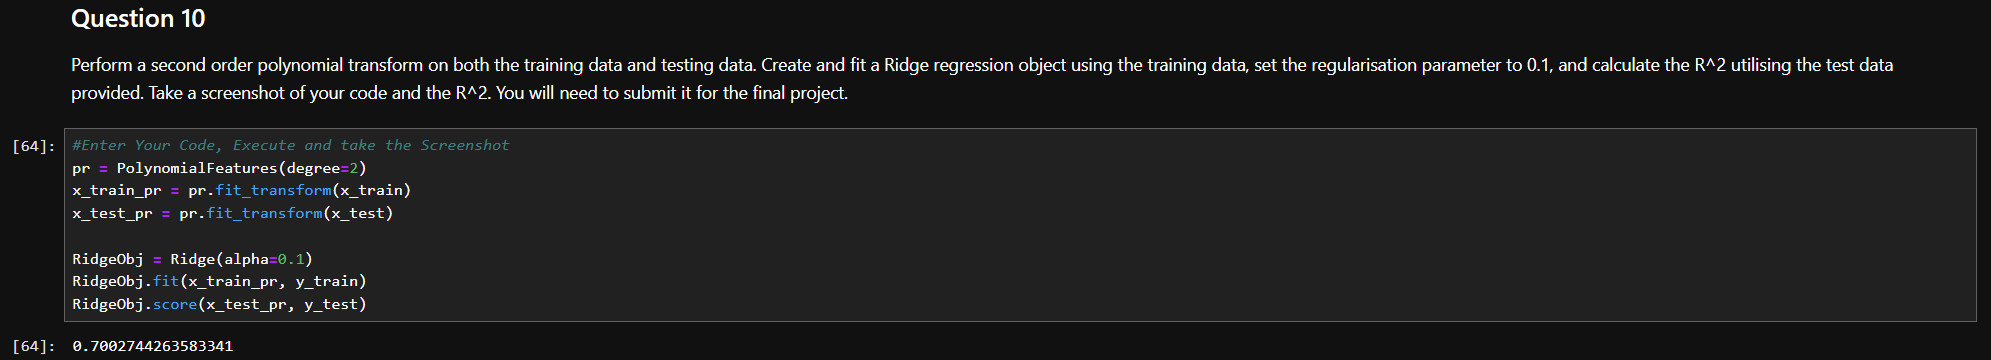 Question 10
Perform a second order polynomial transform on both the training data and testing data. Create and fit a Ridge regression object using the training data, set the regularisation parameter to 0.1, and calculate the R^2 utilising the test data
provided. Take a screenshot of your code and the R^2. You will need to submit it for the final project.
[64]: #Enter Your Code, Execute and take the Screenshot
pr = PolynomialFeatures(degree=2)
x_train_pr = pr.fit_transform(x_train)
x_test_pr = pr.fit_transform(x_test)
RidgeObj = Ridge(alpha=0.1)
RidgeObj.fit(x_train_pr, y_train)
RidgeObj.score(x_test_pr, y_test)
[64]: 0.7002744263583341